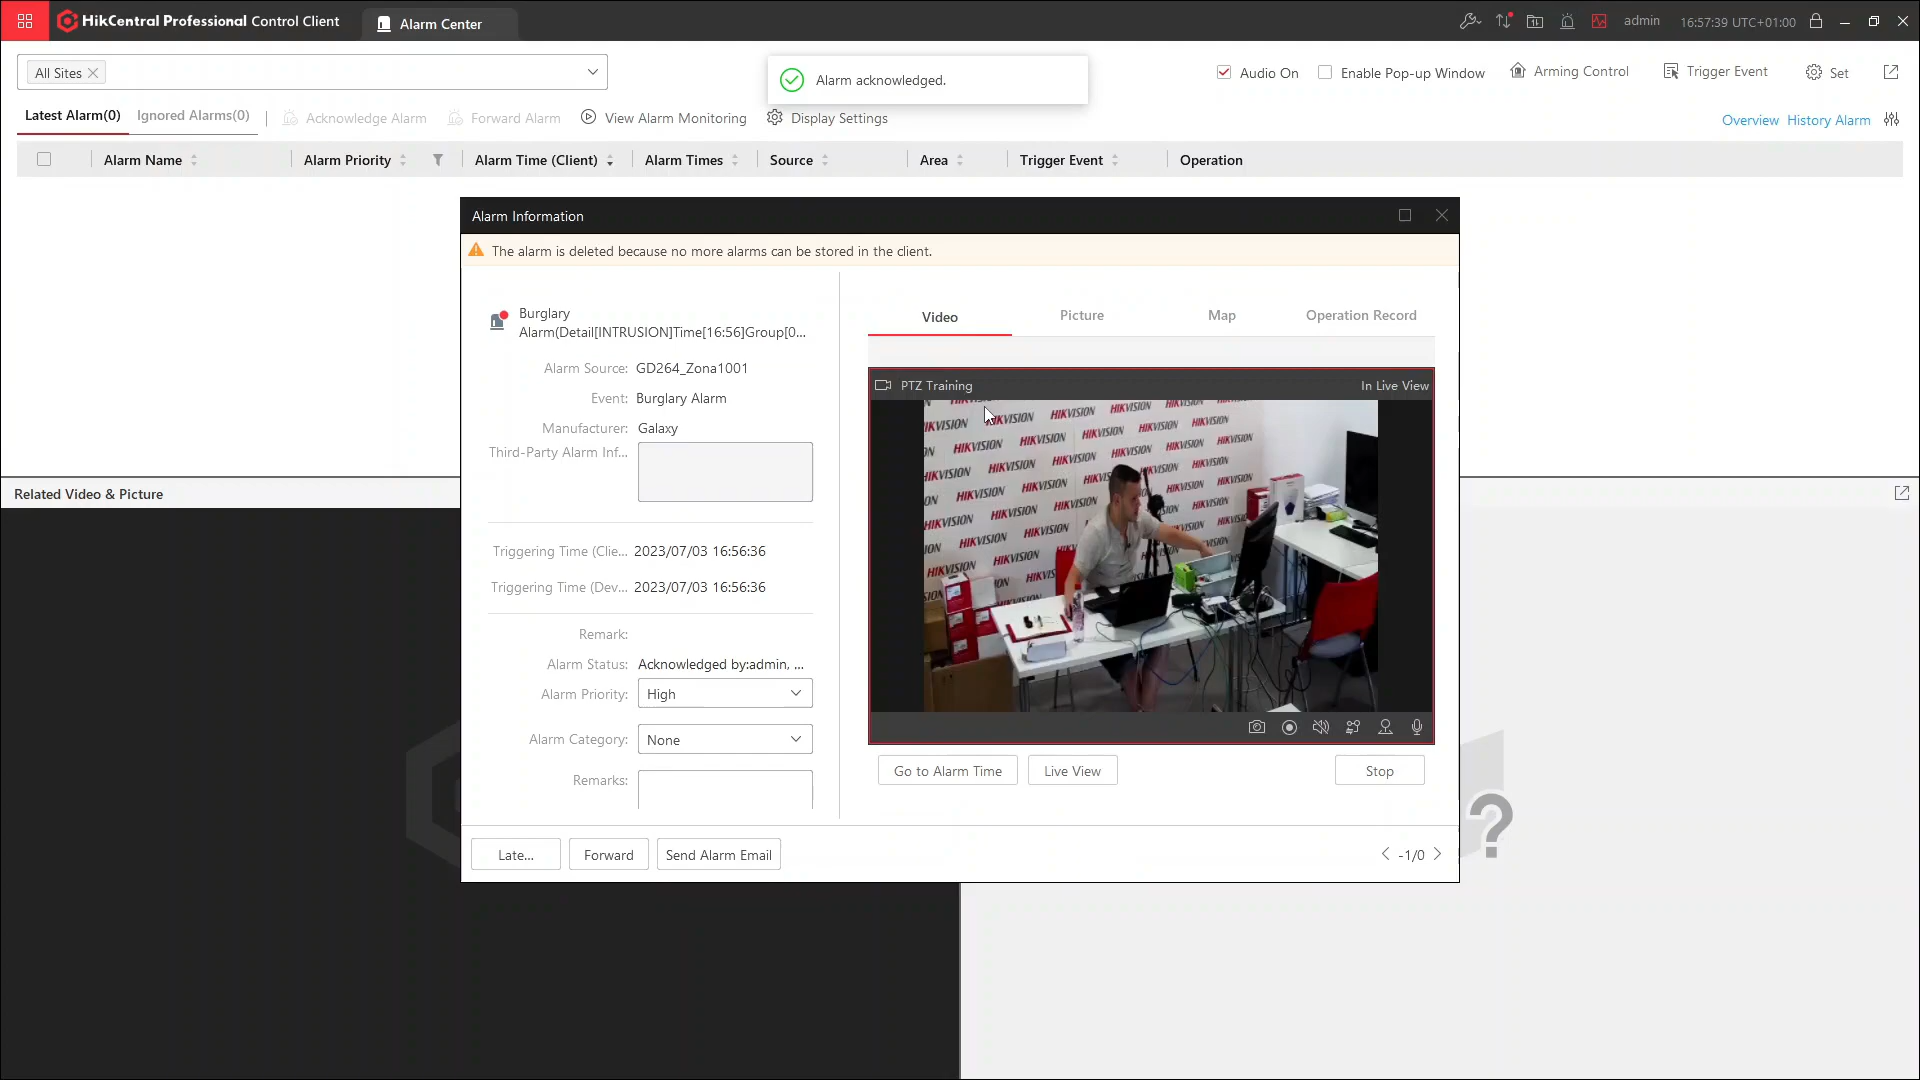 HikCentral Professional Control Client
Alarm Center
admin
16:57:39 UTC+01:00
All Sites
Alarm acknowledged.
Audio On
Enable Pop-up Window
Arming Control
Trigger Event
Set
Latest Alarm(0)
Ignored Alarms(0)
Acknowledge Alarm
Forward Alarm
View Alarm Monitoring
Display Settings
Overview
History Alarm
Alarm Name
Alarm Priority
Alarm Time (Client)
Alarm Times
Source
Area
Trigger Event
Operation
Alarm Information
The alarm is deleted because no more alarms can be stored in the client.
Burglary
Alarm(Detail[INTRUSION]Time[16:56]Group[0...
Alarm Source: GD264_Zona1001
Event: Burglary Alarm
Manufacturer: Galaxy
Third-Party Alarm Inf...
Triggering Time (Clie... 2023/07/03 16:56:36
Triggering Time (Dev... 2023/07/03 16:56:36
Remark:
Alarm Status: Acknowledged by:admin, ...
Alarm Priority: High
Alarm Category: None
Remarks:
Video
Picture
Map
Operation Record
PTZ Training
In Live View
HIKVISION HIKVISION HIKVISION
HIKVISION HIKVISION HIKVISION
HIKVISION HIKVISION HIKVISION
Go to Alarm Time
Live View
Stop
Late...
Forward
Send Alarm Email
-1/0
Related Video & Picture
?